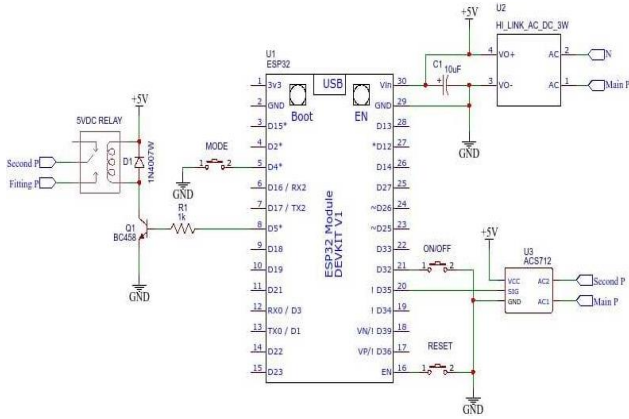 U2
HI_LINK_AC_DC_3W
+5V
4 VO+ AC 2 N
3 VO- AC 1 Main P
C1 10uF
GND
U1
ESP32
USB
Boot EN
ESP32 Module
DEVKIT V1
1 3v3
2 GND
3 D15*
4 D2*
5 D4*
6 D16 / RX2
7 D17 / TX2
8 D5*
9 D18
10 D19
11 D21
12 RX0 / D3
13 TX0 / D1
14 D22
15 D23
Vin 30
GND 29
D13 28
*D12 27
D14 26
D27 25
~D26 24
~D25 23
D33 22
D32 21
! D35 20
! D34 19
VN/! D39 18
VP/! D36 17
EN 16
+5V
5VDC RELAY
Second P
Fitting P
D1
1N4007W
MODE
1 2
GND
R1
1k
Q1
BC458
GND
ON/OFF
1 2
RESET
1 2
GND
+5V
U3
ACS712
VCC
SIG
GND
AC2 2 Second P
AC1 1 Main P